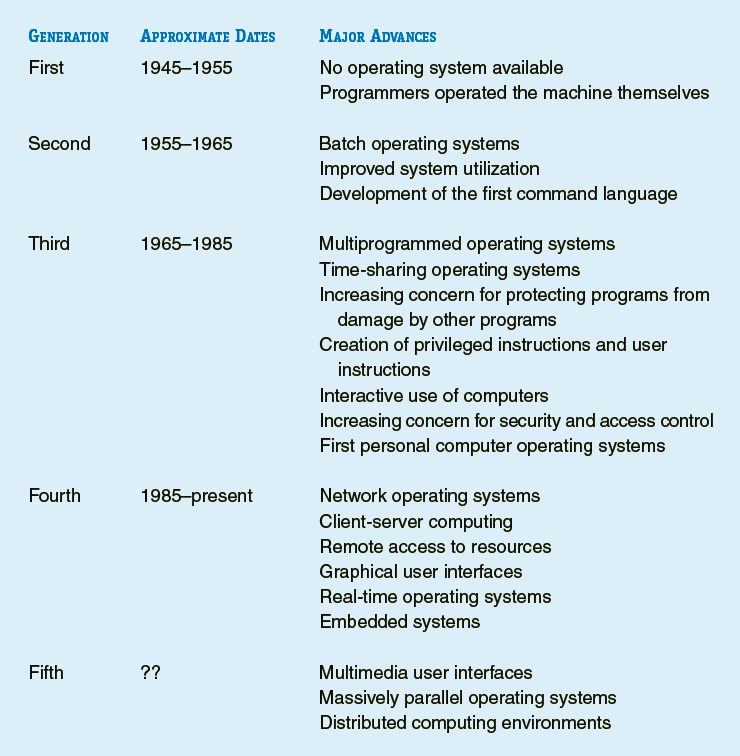 GENERATION APPROXIMATE DATES MAJOR ADVANCES
First 1945–1955 No operating system available
Programmers operated the machine themselves
Second 1955–1965 Batch operating systems
Improved system utilization
Development of the first command language
Third 1965–1985 Multiprogrammed operating systems
Time-sharing operating systems
Increasing concern for protecting programs from
damage by other programs
Creation of privileged instructions and user
instructions
Interactive use of computers
Increasing concern for security and access control
First personal computer operating systems
Fourth 1985–present Network operating systems
Client-server computing
Remote access to resources
Graphical user interfaces
Real-time operating systems
Embedded systems
Fifth ?? Multimedia user interfaces
Massively parallel operating systems
Distributed computing environments